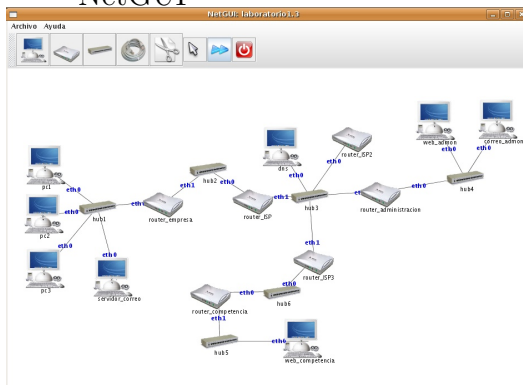 NetGUI
NetGUI: laboratorio1.3
Archivo Ayuda
web_admon
correo_admon
eth0
eth0
router_ISP2
dns
eth0
eth0
hub4
pc1
eth0
hub2
eth1
eth0
eth1
hub3
router_administracion
pc2
eth0
hub1
router_empresa
router_ISP
eth0
eth0
eth1
pc3
servidor_correo
router_ISP3
eth0
eth0
hub6
router_competencia
eth1
hub5
eth0
web_competencia